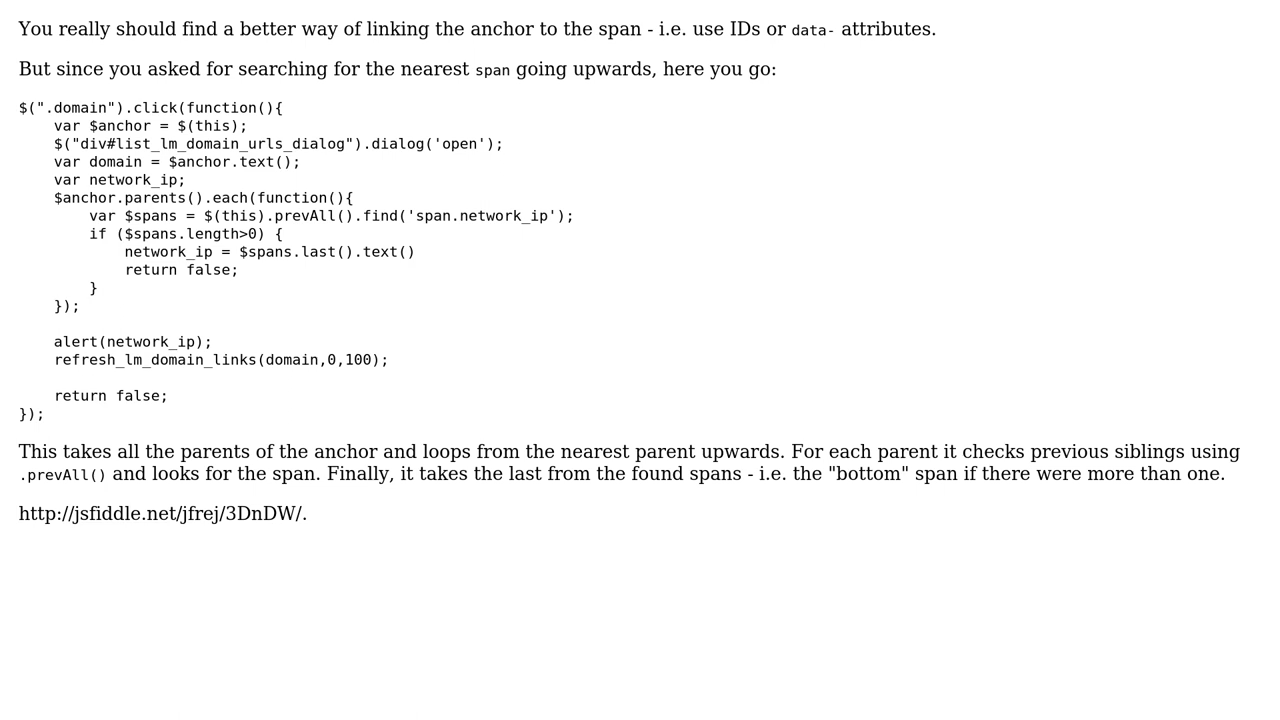 You really should find a better way of linking the anchor to the span - i.e. use IDs or data- attributes.
But since you asked for searching for the nearest span going upwards, here you go:
$(".domain").click(function(){
    var $anchor = $(this);
    $("div#list_lm_domain_urls_dialog").dialog('open');
    var domain = $anchor.text();
    var network_ip;
    $anchor.parents().each(function(){
        var $spans = $(this).prevAll().find('span.network_ip');
        if ($spans.length>0) {
            network_ip = $spans.last().text()
            return false;
        }
    });

    alert(network_ip);
    refresh_lm_domain_links(domain,0,100);

    return false;
});
This takes all the parents of the anchor and loops from the nearest parent upwards. For each parent it checks previous siblings using
.prevAll() and looks for the span. Finally, it takes the last from the found spans - i.e. the "bottom" span if there were more than one.
http://jsfiddle.net/jfrej/3DnDW/.